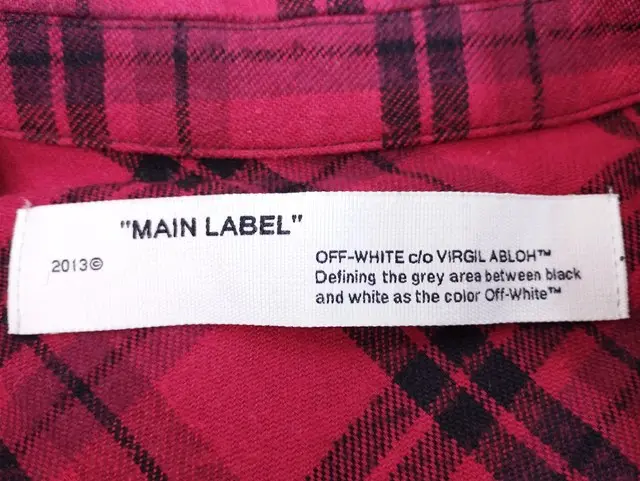 "MAIN LABEL"
2013©
OFF-WHITE c/o VIRGIL ABLOH™
Defining the grey area between black
and white as the color Off-White™